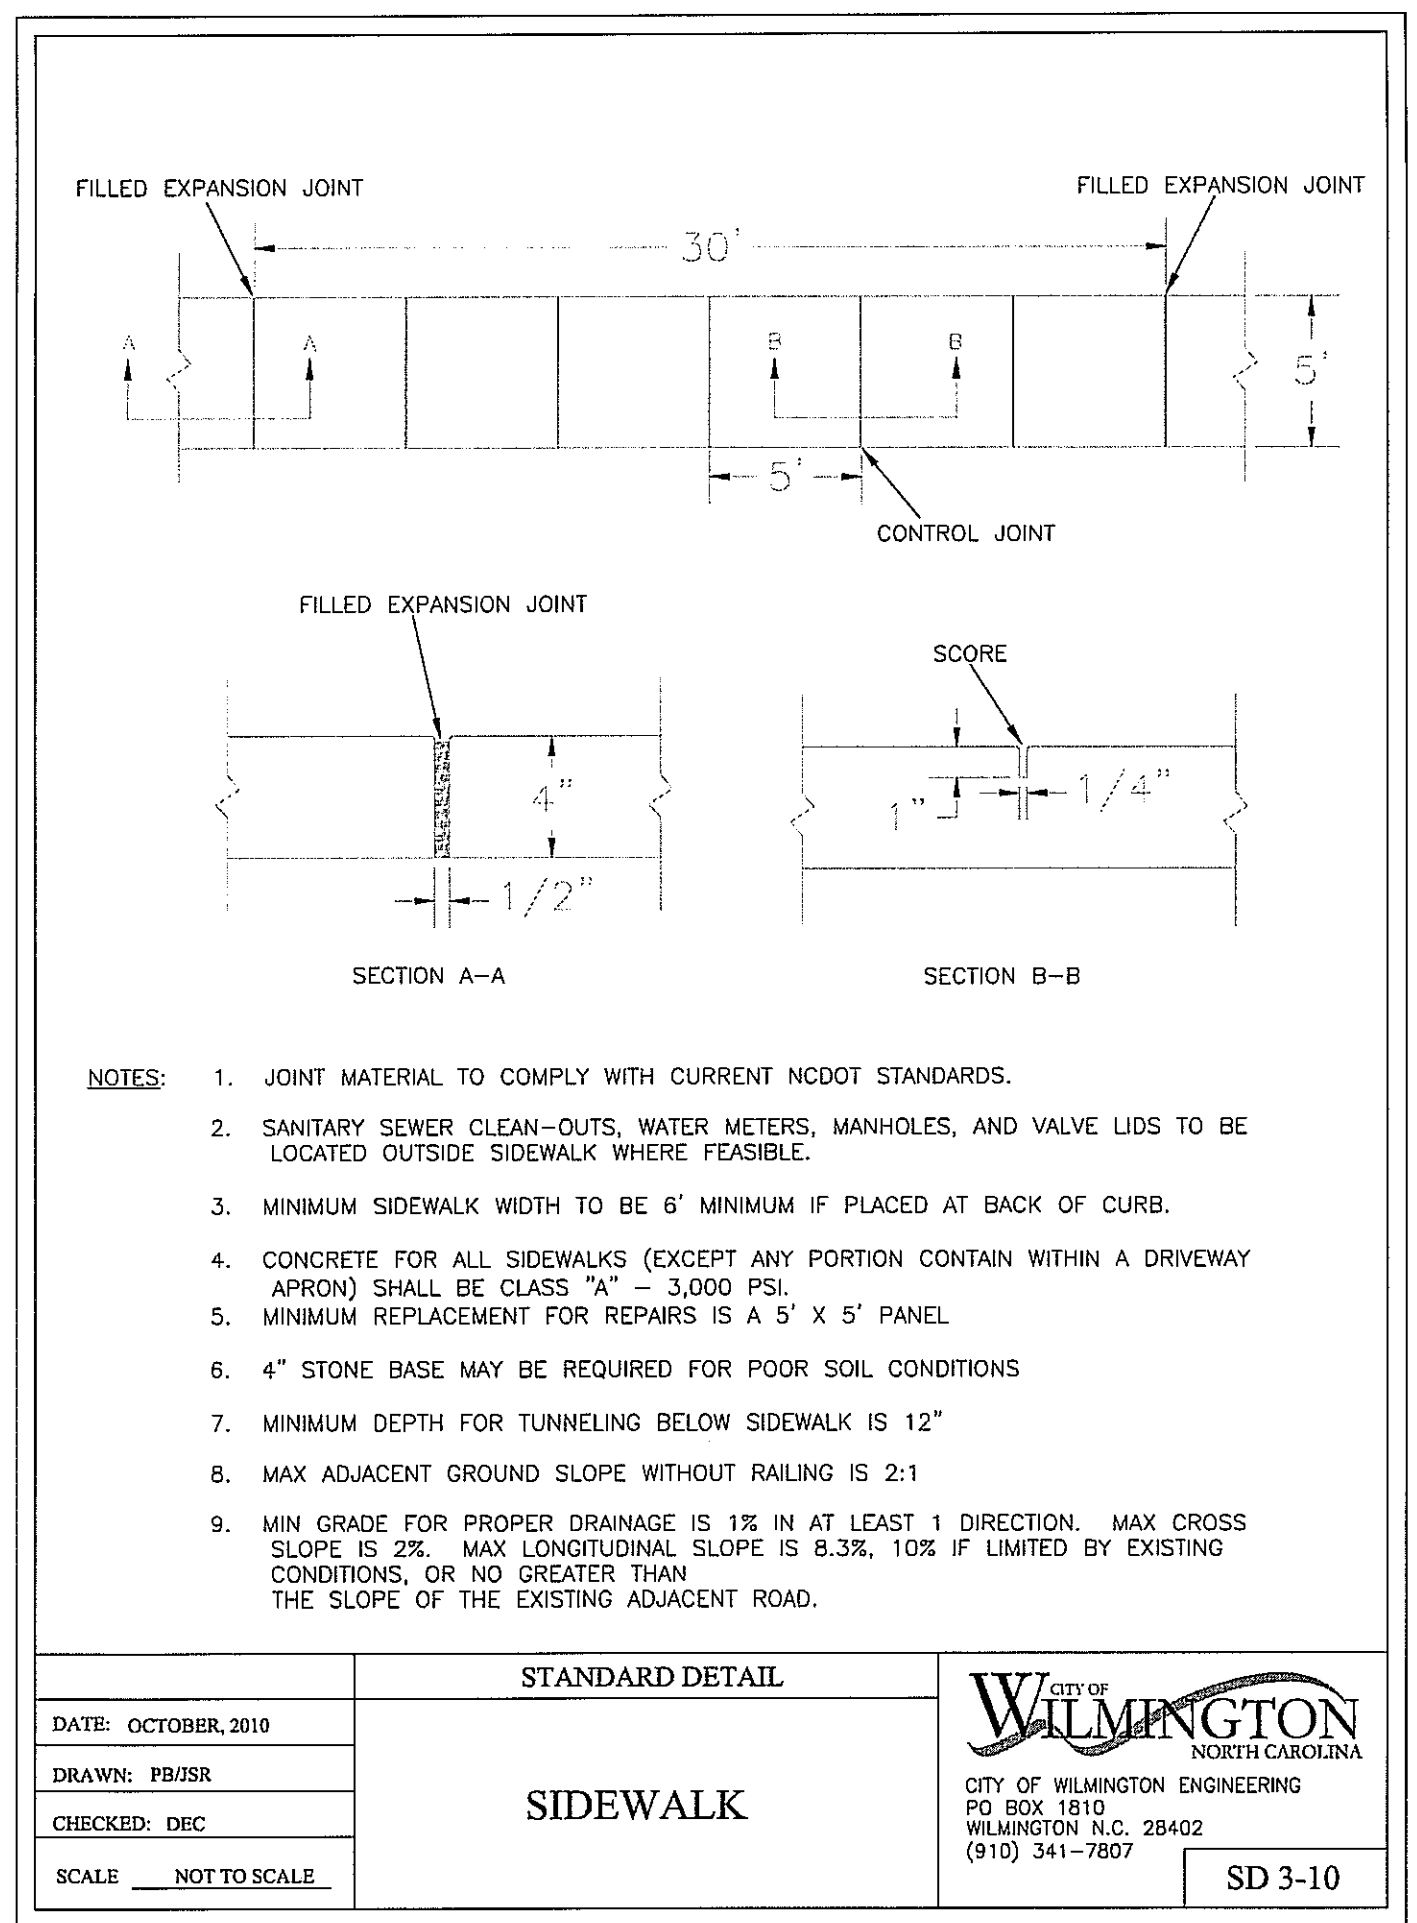 FILLED EXPANSION JOINT
FILLED EXPANSION JOINT
30'
A
A
B
B
5'
5'
CONTROL JOINT
FILLED EXPANSION JOINT
SCORE
4"
1"
1/4"
1/2"
SECTION A-A
SECTION B-B
NOTES: 1. JOINT MATERIAL TO COMPLY WITH CURRENT NCDOT STANDARDS.
2. SANITARY SEWER CLEAN-OUTS, WATER METERS, MANHOLES, AND VALVE LIDS TO BE
LOCATED OUTSIDE SIDEWALK WHERE FEASIBLE.
3. MINIMUM SIDEWALK WIDTH TO BE 6' MINIMUM IF PLACED AT BACK OF CURB.
4. CONCRETE FOR ALL SIDEWALKS (EXCEPT ANY PORTION CONTAIN WITHIN A DRIVEWAY
APRON) SHALL BE CLASS "A" – 3,000 PSI.
5. MINIMUM REPLACEMENT FOR REPAIRS IS A 5' X 5' PANEL
6. 4" STONE BASE MAY BE REQUIRED FOR POOR SOIL CONDITIONS
7. MINIMUM DEPTH FOR TUNNELING BELOW SIDEWALK IS 12"
8. MAX ADJACENT GROUND SLOPE WITHOUT RAILING IS 2:1
9. MIN GRADE FOR PROPER DRAINAGE IS 1% IN AT LEAST 1 DIRECTION. MAX CROSS
SLOPE IS 2%. MAX LONGITUDINAL SLOPE IS 8.3%, 10% IF LIMITED BY EXISTING
CONDITIONS, OR NO GREATER THAN
THE SLOPE OF THE EXISTING ADJACENT ROAD.
STANDARD DETAIL
DATE: OCTOBER, 2010
DRAWN: PB/JSR
CHECKED: DEC
SCALE NOT TO SCALE
SIDEWALK
CITY OF
WILMINGTON
NORTH CAROLINA
CITY OF WILMINGTON ENGINEERING
PO BOX 1810
WILMINGTON N.C. 28402
(910) 341-7807
SD 3-10